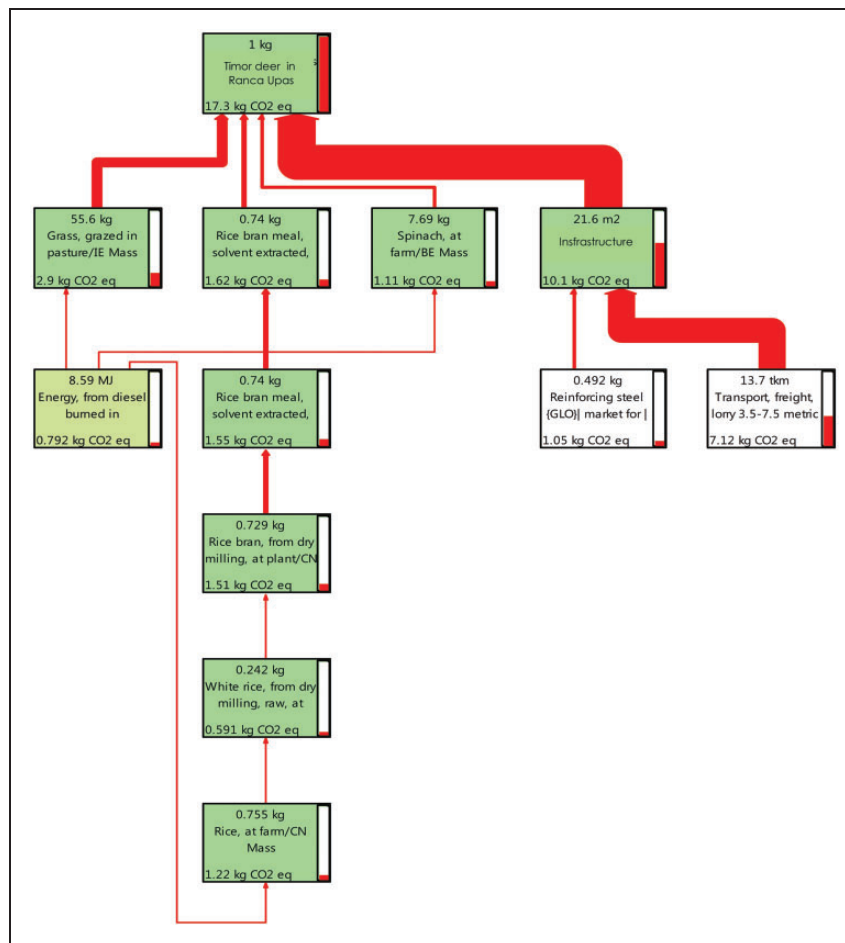 1 kg
Timor deer in
Ranca Upas
s
17.3 kg CO2 eq
55.6 kg
Grass, grazed in
pasture/IE Mass
2.9 kg CO2 eq
0.74 kg
Rice bran meal,
solvent extracted,
1.62 kg CO2 eq
7.69 kg
Spinach, at
farm/BE Mass
1.11 kg CO2 eq
21.6 m2
Insfrastructure
10.1 kg CO2 eq
8.59 MJ
Energy, from diesel
burned in
0.792 kg CO2 eq
0.74 kg
Rice bran meal,
solvent extracted,
1.55 kg CO2 eq
0.492 kg
Reinforcing steel
{GLO}| market for |
1.05 kg CO2 eq
13.7 tkm
Transport, freight,
lorry 3.5-7.5 metric
7.12 kg CO2 eq
0.729 kg
Rice bran, from dry
milling, at plant/CN
1.51 kg CO2 eq
0.242 kg
White rice, from dry
milling, raw, at
0.591 kg CO2 eq
0.755 kg
Rice, at farm/CN
Mass
1.22 kg CO2 eq